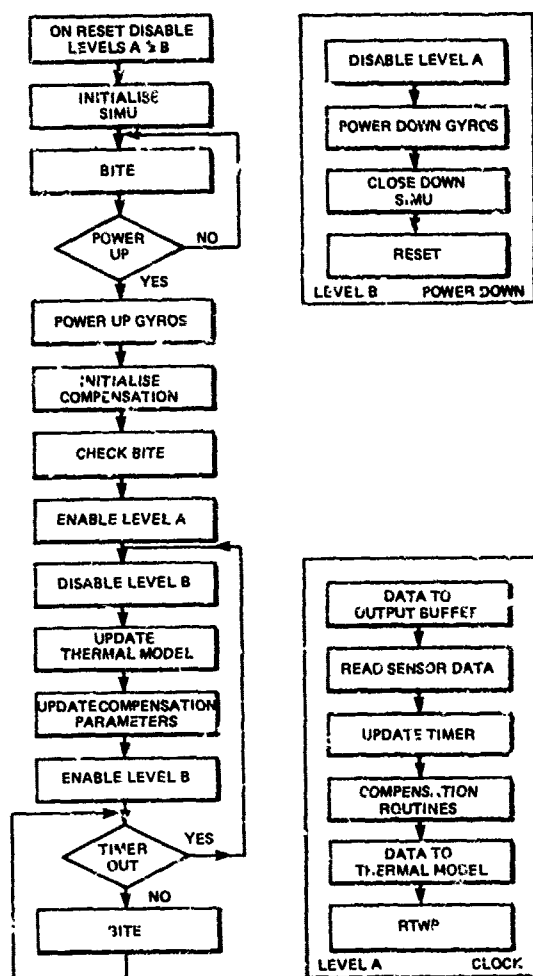 ON RESET DISABLE
LEVELS A & B
INITIALISE
SIMU
BITE
POWER
UP
NO
YES
POWER UP GYROS
INITIALISE
COMPENSATION
CHECK BITE
ENABLE LEVEL A
DISABLE LEVEL B
UPDATE
THERMAL MODEL
UPDATE COMPENSATION
PARAMETERS
ENABLE LEVEL B
TIMER
OUT
YES
NO
BITE
DISABLE LEVEL A
POWER DOWN GYROS
CLOSE DOWN
SIMU
RESET
LEVEL B POWER DOWN
DATA TO
OUTPUT BUFFET
READ SENSOR DATA
UPDATE TIMER
COMPENSATION
ROUTINES
DATA TO
THERMAL MODEL
RTWP
LEVEL A CLOCK